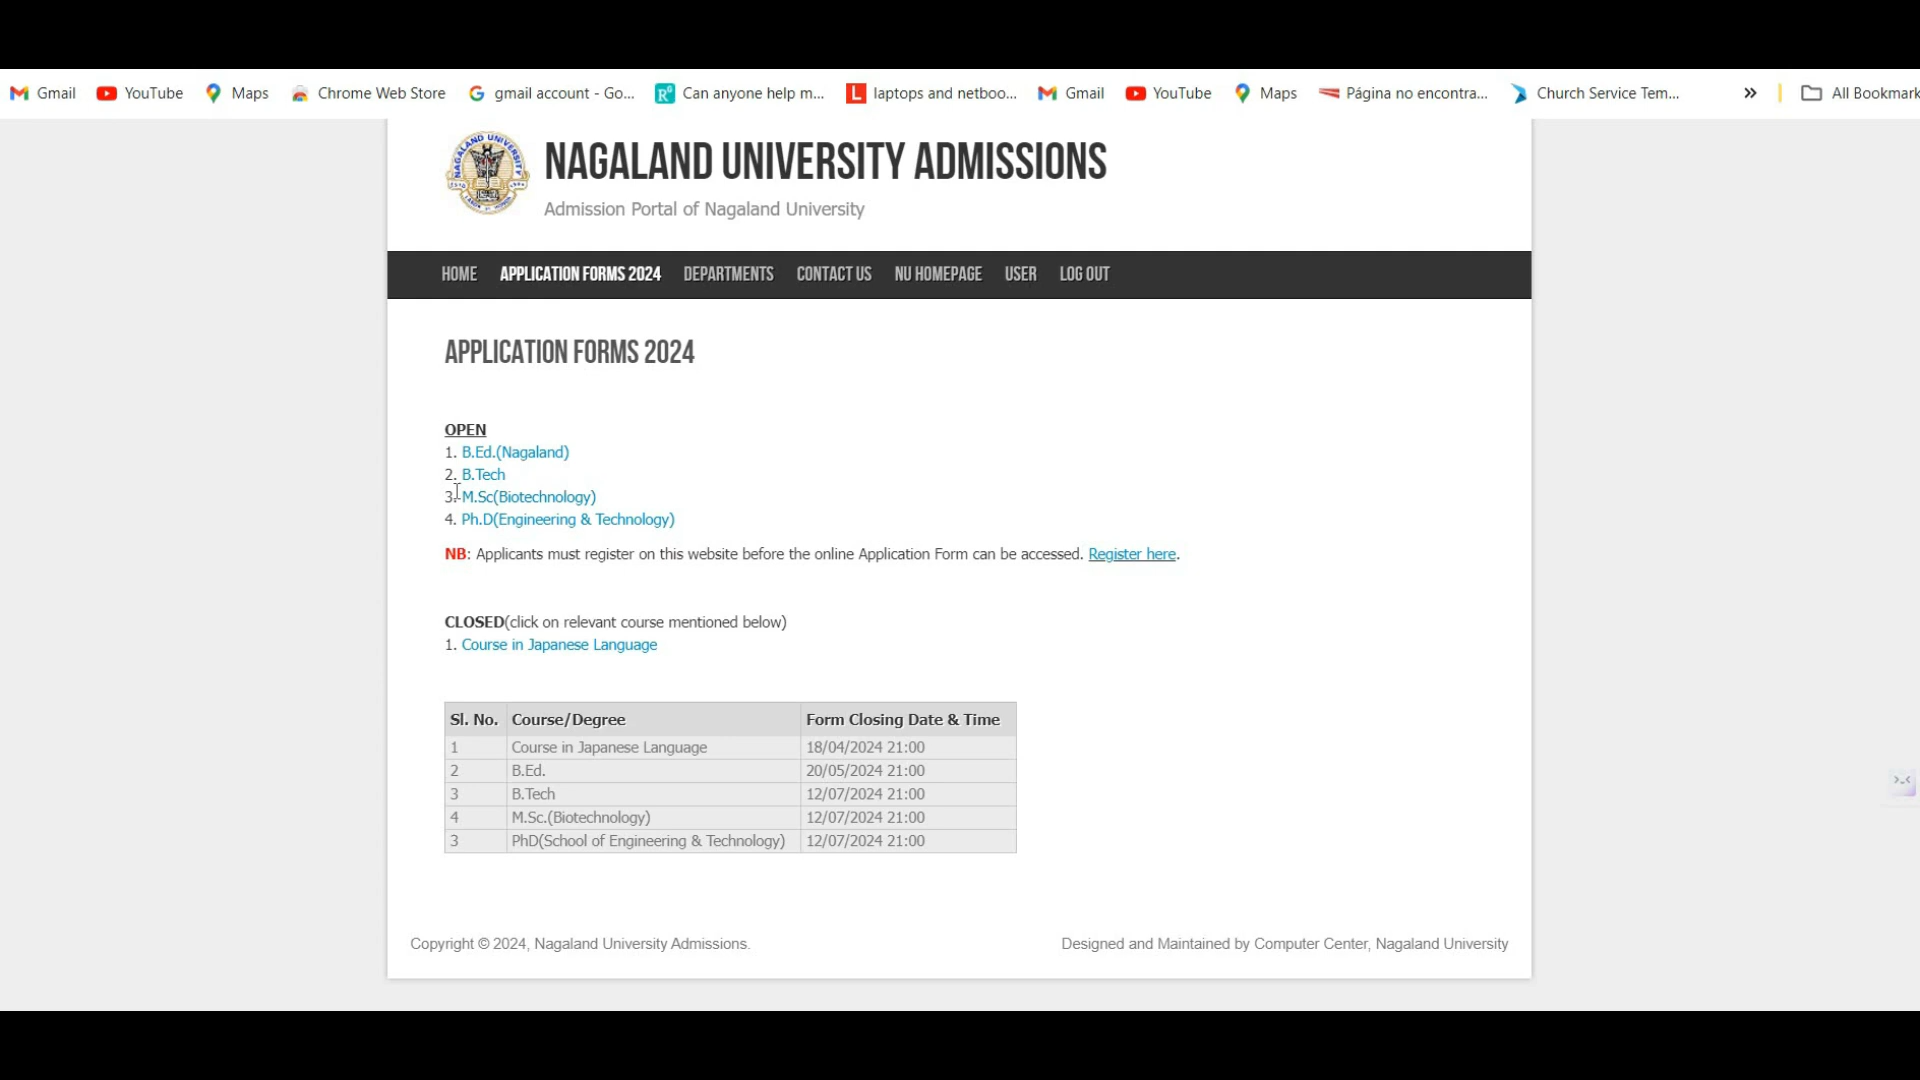 Gmail YouTube Maps Chrome Web Store gmail account - Go... Can anyone help m... laptops and netboo... Gmail YouTube Maps Página no encontra... Church Service Tem... » All Bookmark
NAGALAND UNIVERSITY
NAGALAND UNIVERSITY ADMISSIONS
Admission Portal of Nagaland University
HOME APPLICATION FORMS 2024 DEPARTMENTS CONTACT US NU HOMEPAGE USER LOG OUT
APPLICATION FORMS 2024
OPEN
1. B.Ed.(Nagaland)
2. B.Tech
3. M.Sc(Biotechnology)
4. Ph.D(Engineering & Technology)
NB: Applicants must register on this website before the online Application Form can be accessed. Register here.
CLOSED(click on relevant course mentioned below)
1. Course in Japanese Language
Sl. No. Course/Degree Form Closing Date & Time
1 Course in Japanese Language 18/04/2024 21:00
2 B.Ed. 20/05/2024 21:00
3 B.Tech 12/07/2024 21:00
4 M.Sc.(Biotechnology) 12/07/2024 21:00
3 PhD(School of Engineering & Technology) 12/07/2024 21:00
Copyright © 2024, Nagaland University Admissions. Designed and Maintained by Computer Center, Nagaland University